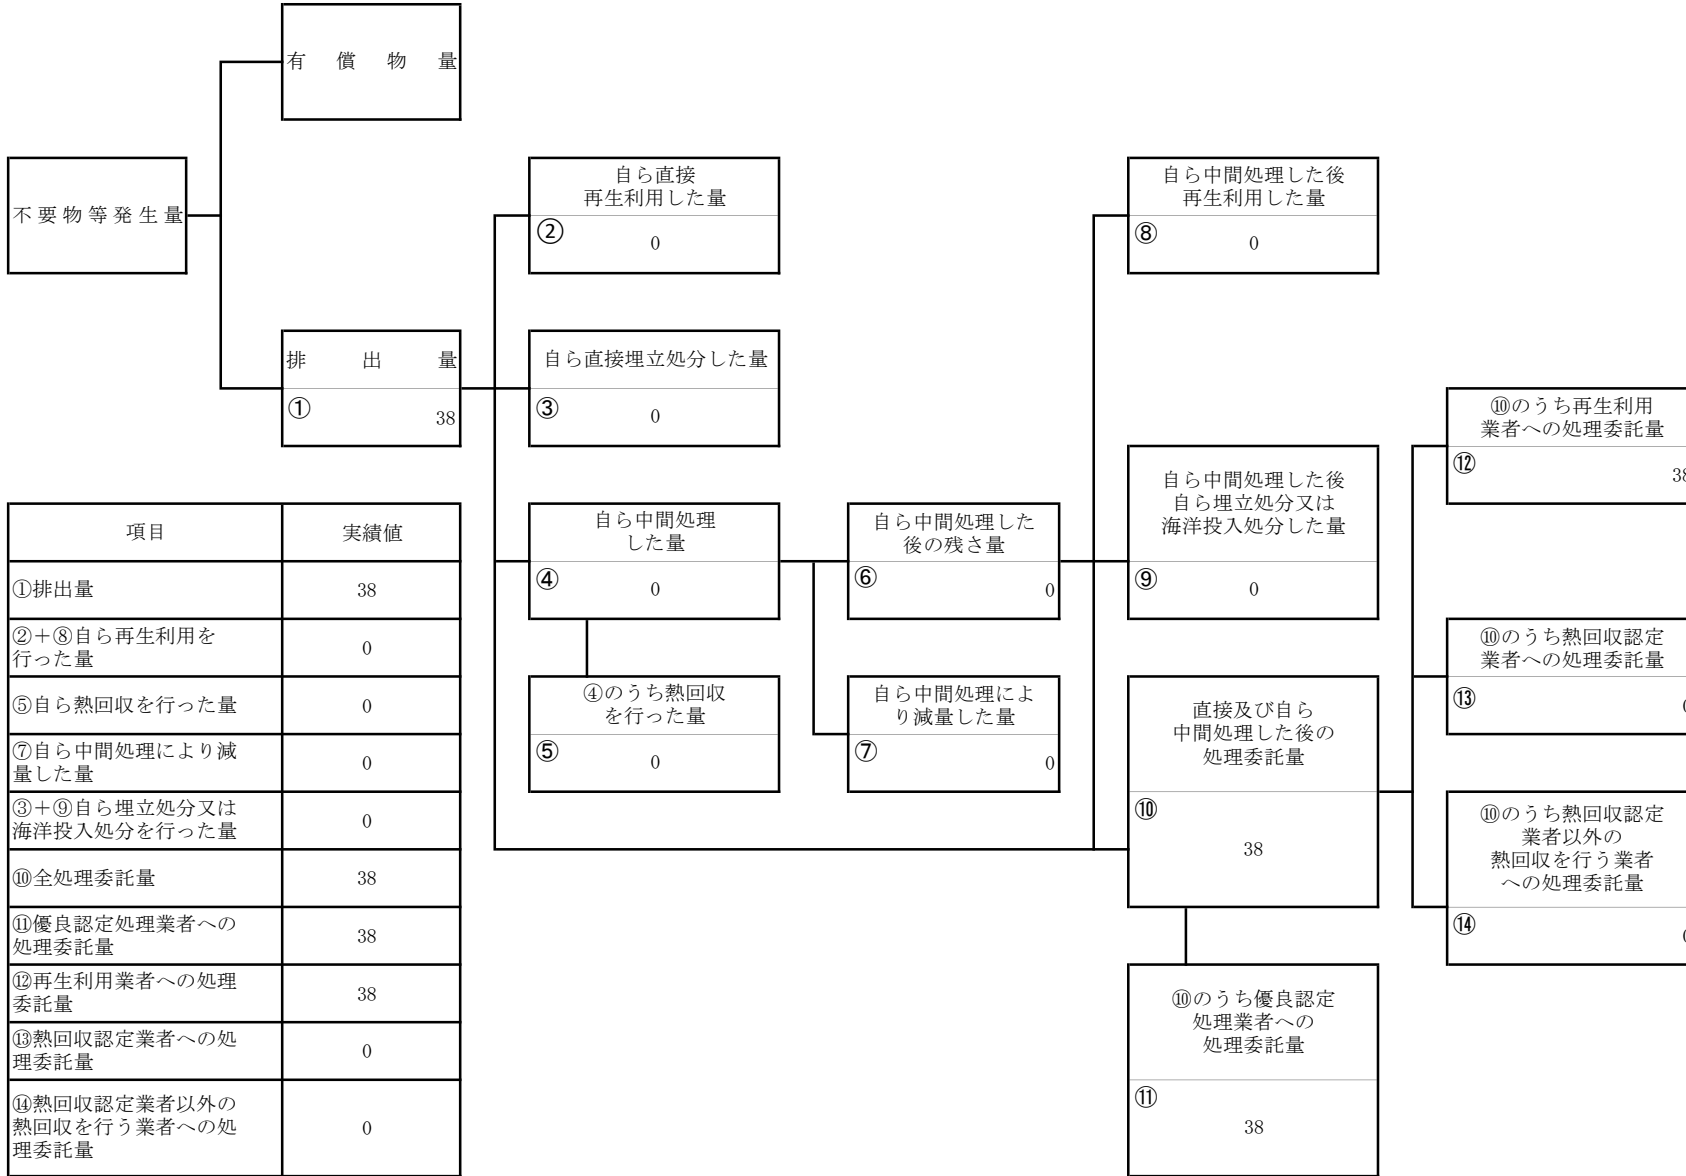 有償物量
不要物等発生量
排出量
①
38
自ら直接
再生利用した量
②
0
自ら直接埋立処分した量
③
0
自ら中間処理
した量
④
0
④のうち熱回収
を行った量
⑤
0
自ら中間処理した
後の残さ量
⑥
0
自ら中間処理によ
り減量した量
⑦
0
自ら中間処理した後
再生利用した量
⑧
0
自ら中間処理した後
自ら埋立処分又は
海洋投入処分した量
⑨
0
直接及び自ら
中間処理した後の
処理委託量
⑩
38
⑩のうち優良認定
処理業者への
処理委託量
⑪
38
⑩のうち再生利用
業者への処理委託量
⑫
38
⑩のうち熱回収認定
業者への処理委託量
⑬
0
⑩のうち熱回収認定
業者以外の
熱回収を行う業者
への処理委託量
⑭
0
項目 実績値
①排出量 38
②+⑧自ら再生利用を
行った量 0
⑤自ら熱回収を行った量 0
⑦自ら中間処理により減
量した量 0
③+⑨自ら埋立処分又は
海洋投入処分を行った量 0
⑩全処理委託量 38
⑪優良認定処理業者への
処理委託量 38
⑫再生利用業者への処理
委託量 38
⑬熱回収認定業者への処
理委託量 0
⑭熱回収認定業者以外の
熱回収を行う業者への処
理委託量 0